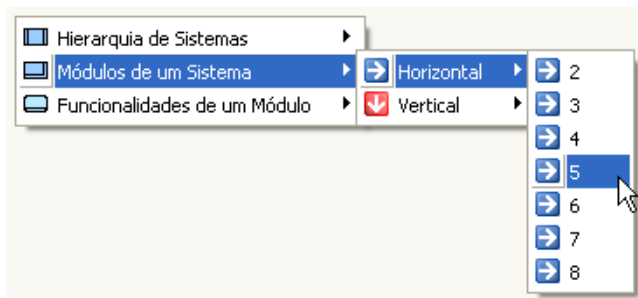 Hierarquia de Sistemas
Módulos de um Sistema
Funcionalidades de um Módulo
Horizontal
Vertical
2
3
4
5
6
7
8